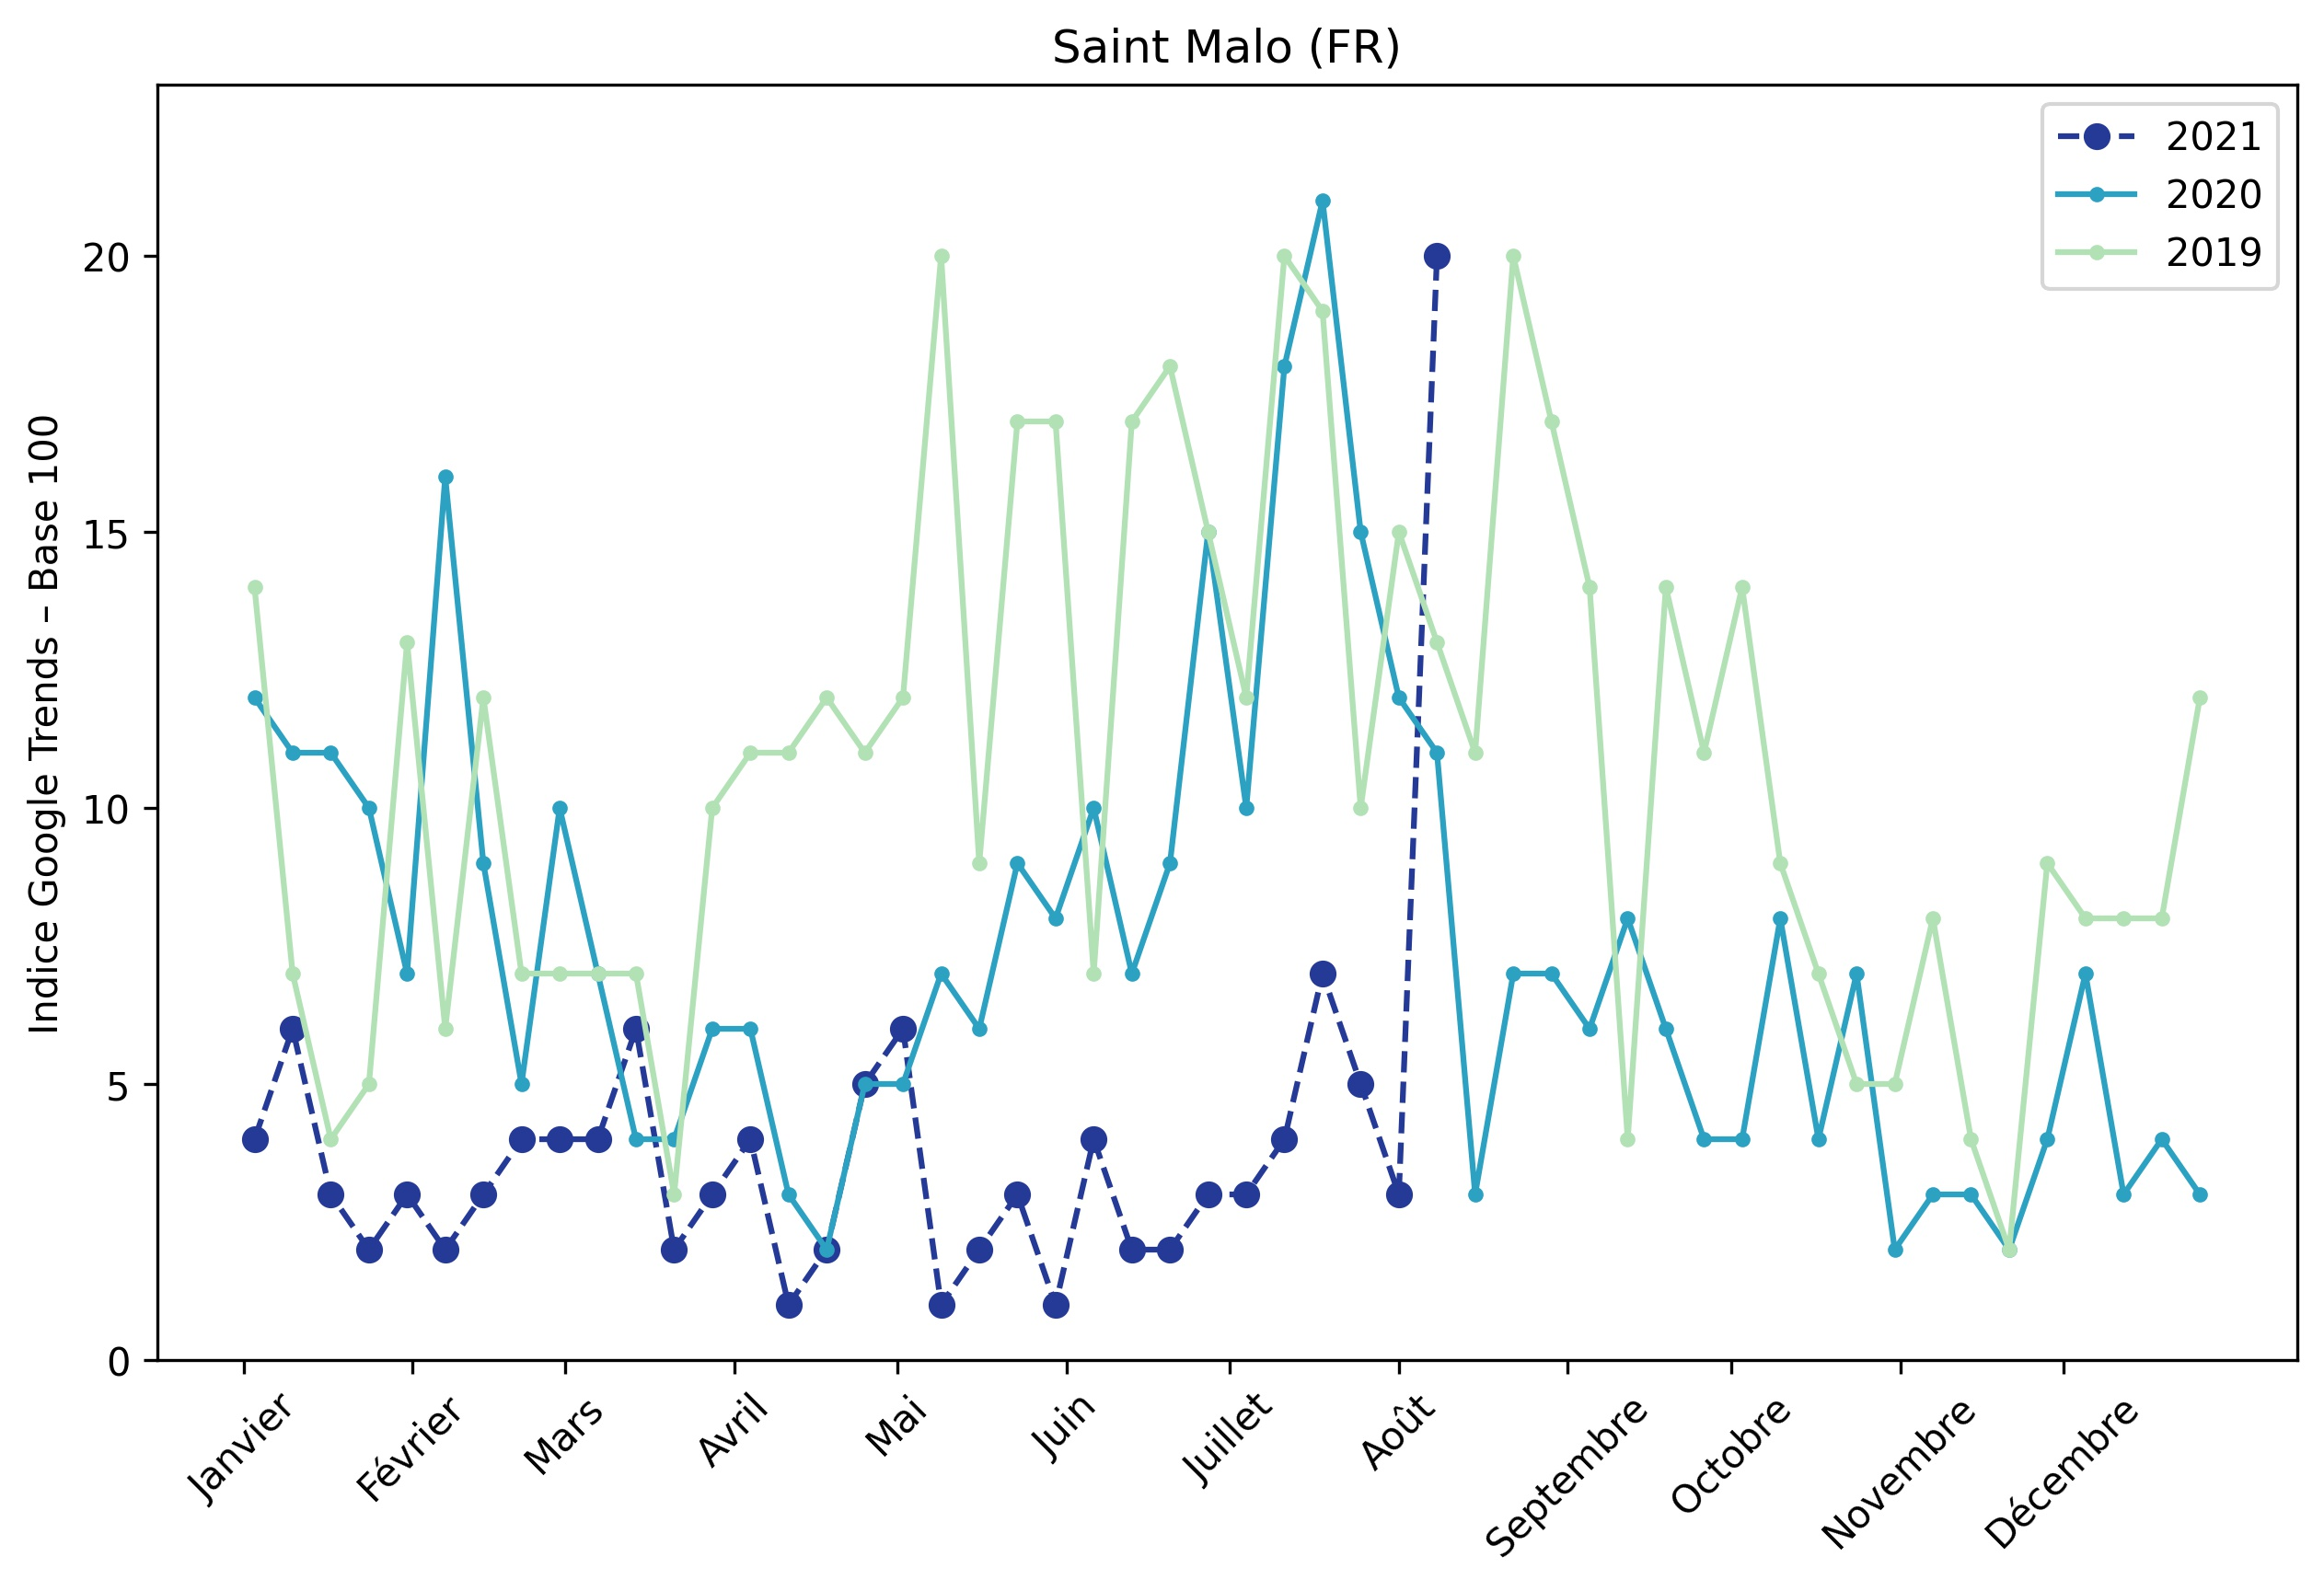 Saint Malo (FR)
Indice Google Trends – Base 100
20
15
10
5
0
2021
2020
2019
Janvier
Février
Mars
Avril
Mai
Juin
Juillet
Août
Septembre
Octobre
Novembre
Décembre